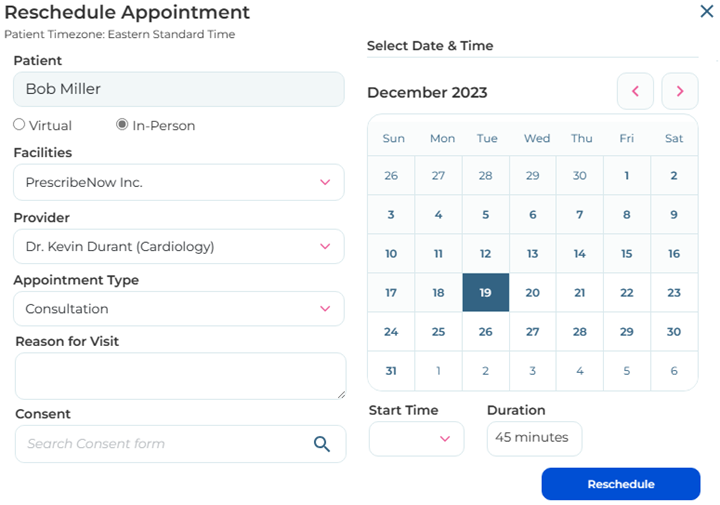 Reschedule Appointment
Patient Timezone: Eastern Standard Time
Patient
Bob Miller
Virtual In-Person
Facilities
PrescribeNow Inc.
Provider
Dr. Kevin Durant (Cardiology)
Appointment Type
Consultation
Reason for Visit
Consent
Search Consent form
Select Date & Time
December 2023
Sun Mon Tue Wed Thu Fri Sat
26 27 28 29 30 1 2
3 4 5 6 7 8 9
10 11 12 13 14 15 16
17 18 19 20 21 22 23
24 25 26 27 28 29 30
31 1 2 3 4 5 6
Start Time Duration
45 minutes
Reschedule